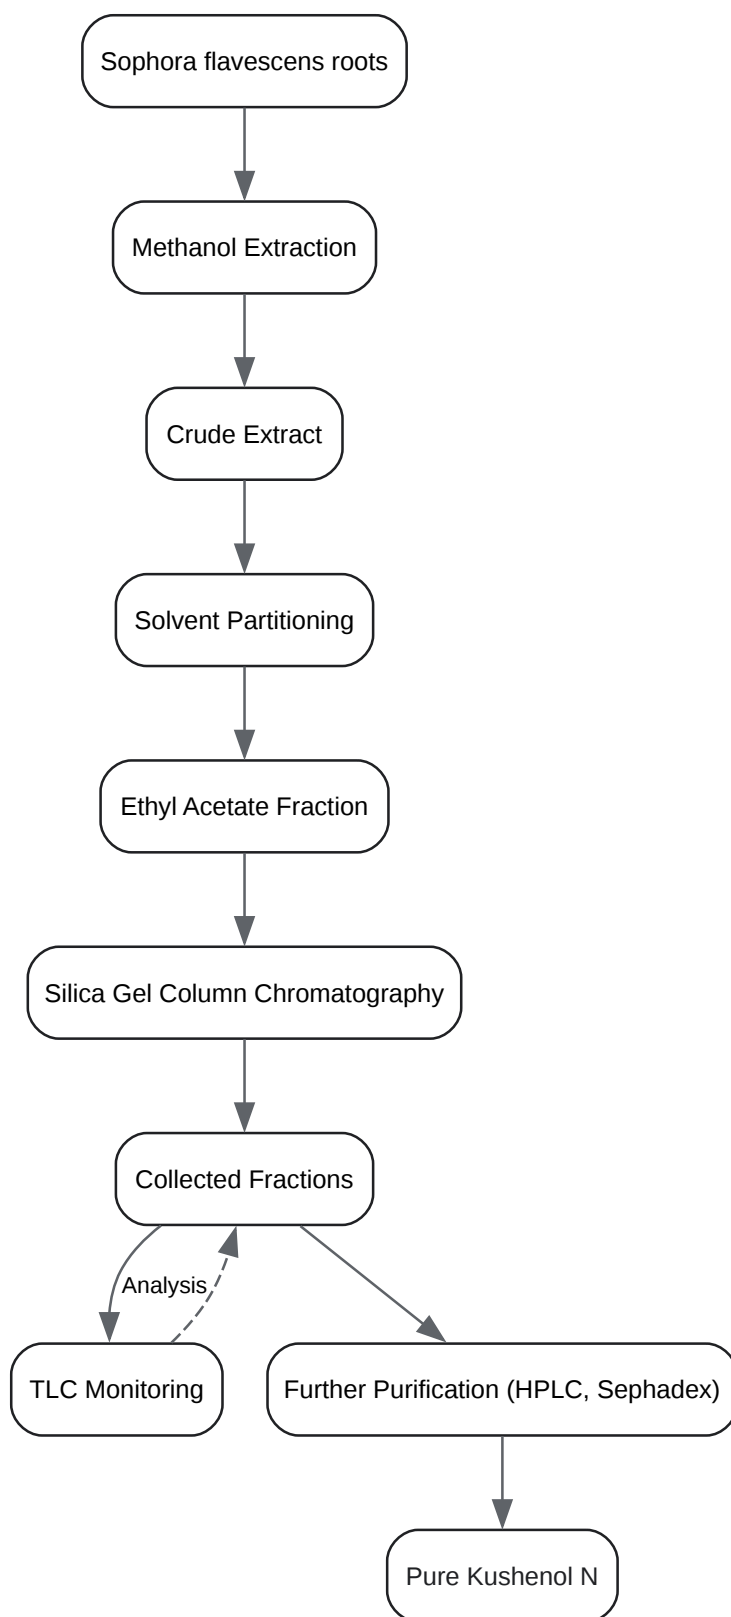 Sophora flavescens roots
Methanol Extraction
Crude Extract
Solvent Partitioning
Ethyl Acetate Fraction
Silica Gel Column Chromatography
Collected Fractions
Analysis
TLC Monitoring
Further Purification (HPLC, Sephadex)
Pure Kushenol N